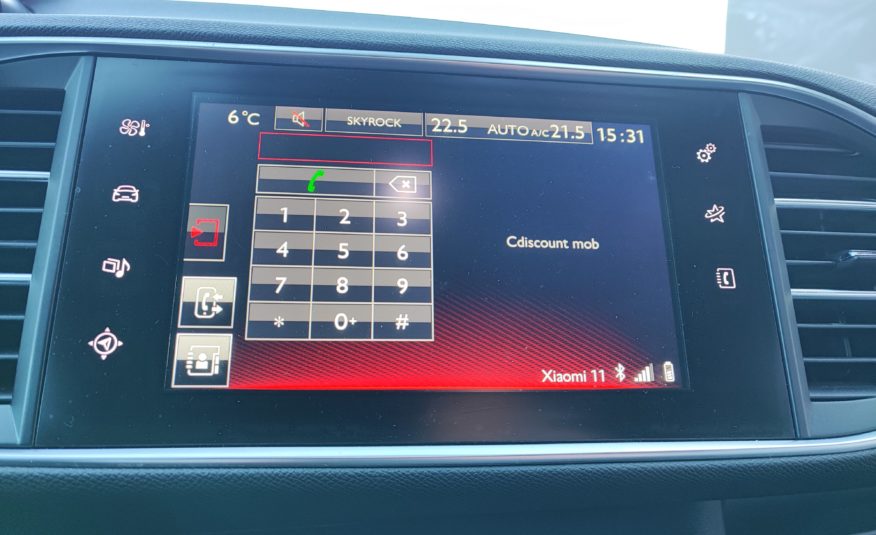 6°C SKYROCK 22.5 AUTO A/C 21.5 15:31
1 2 3
4 5 6
Cdiscount mob
7 8 9
* 0+ #
Xiaomi 11